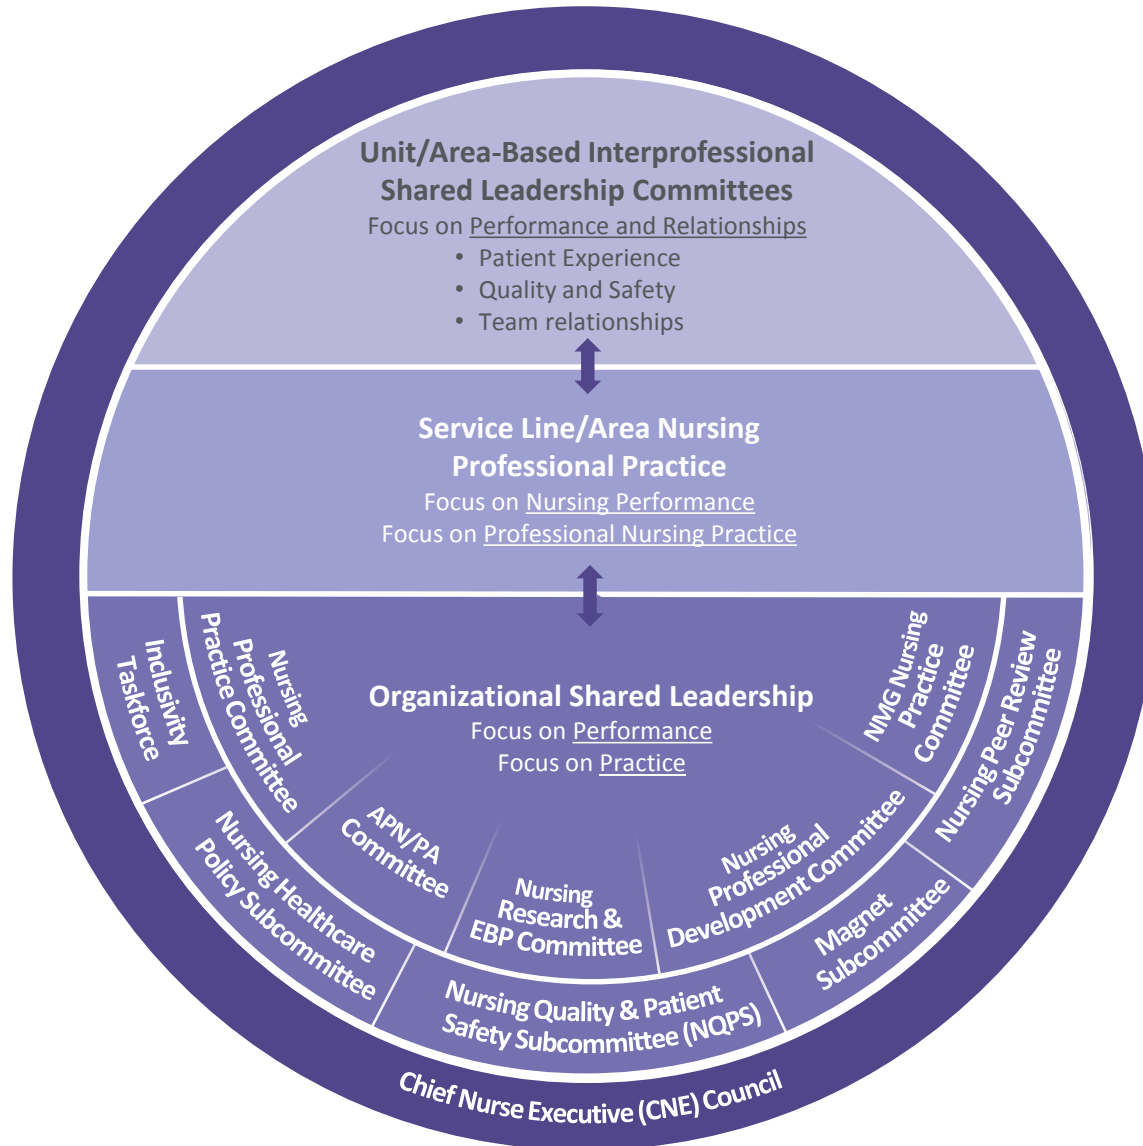 Unit/Area-Based Interprofessional
Shared Leadership Committees
Focus on Performance and Relationships
• Patient Experience
• Quality and Safety
• Team relationships
Service Line/Area Nursing
Professional Practice
Focus on Nursing Performance
Focus on Professional Nursing Practice
Organizational Shared Leadership
Focus on Performance
Focus on Practice
Nursing
Professional
Practice Committee
APN/PA
Committee
Nursing
Research &
EBP Committee
Nursing
Professional
Development Committee
NMG Nursing
Practice
Committee
Inclusivity
Taskforce
Nursing Healthcare
Policy Subcommittee
Nursing Quality & Patient
Safety Subcommittee (NQPS)
Magnet
Subcommittee
Nursing Peer Review
Subcommittee
Chief Nurse Executive (CNE) Council